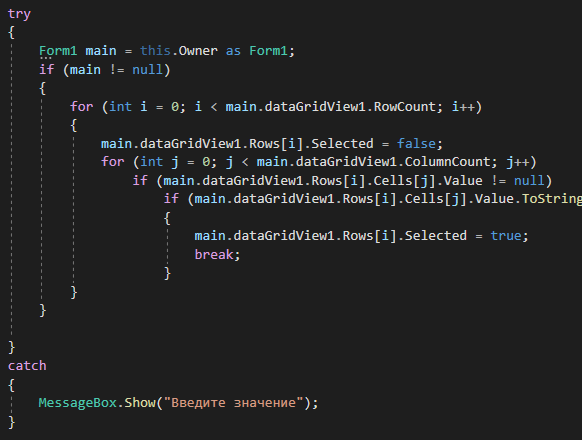 try
{
Form1 main = this.Owner as Form1;
if (main != null)
{
for (int i = 0; i < main.dataGridView1.RowCount; i++)
{
main.dataGridView1.Rows[i].Selected = false;
for (int j = 0; j < main.dataGridView1.ColumnCount; j++)
if (main.dataGridView1.Rows[i].Cells[j].Value != null)
if (main.dataGridView1.Rows[i].Cells[j].Value.ToString
{
main.dataGridView1.Rows[i].Selected = true;
break;
}
}
}
}
catch
{
MessageBox.Show("Введите значение");
}